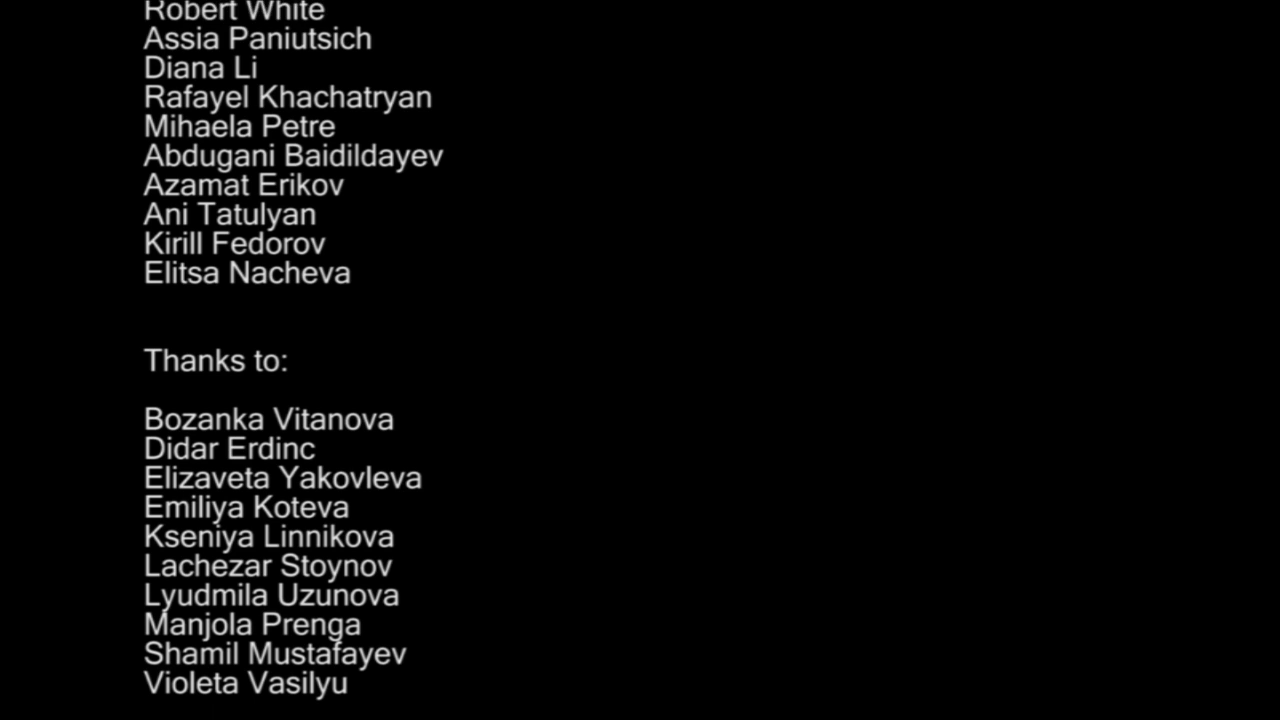 Robert White
Assia Paniutsich
Diana Li
Rafayel Khachatryan
Mihaela Petre
Abdugani Baidildayev
Azamat Erikov
Ani Tatulyan
Kirill Fedorov
Elitsa Nacheva
Thanks to:
Bozanka Vitanova
Didar Erdinc
Elizaveta Yakovleva
Emiliya Koteva
Kseniya Linnikova
Lachezar Stoynov
Lyudmila Uzunova
Manjola Prenga
Shamil Mustafayev
Violeta Vasilyu